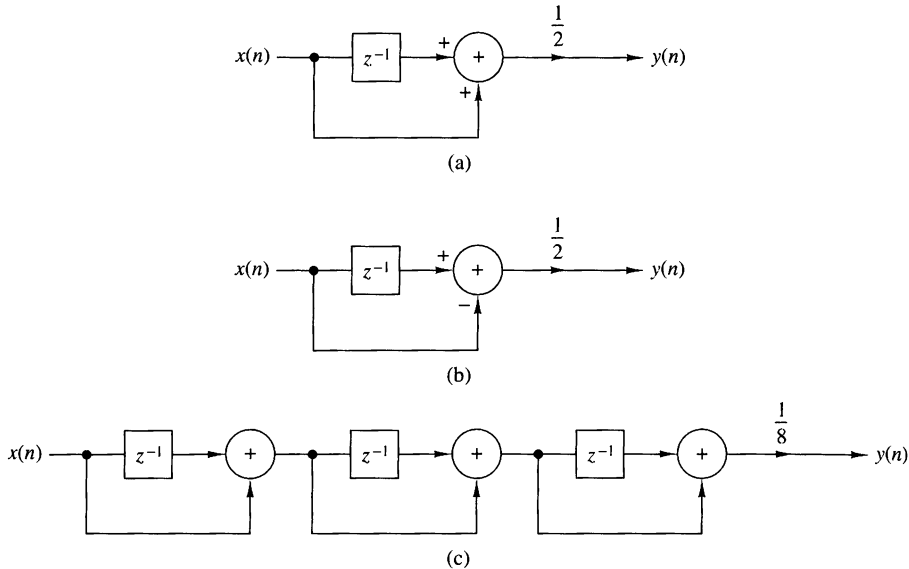 x(n) z⁻¹ + + + 1/2 y(n)
(a)
x(n) z⁻¹ + + − 1/2 y(n)
(b)
x(n) z⁻¹ + z⁻¹ + z⁻¹ + 1/8 y(n)
(c)